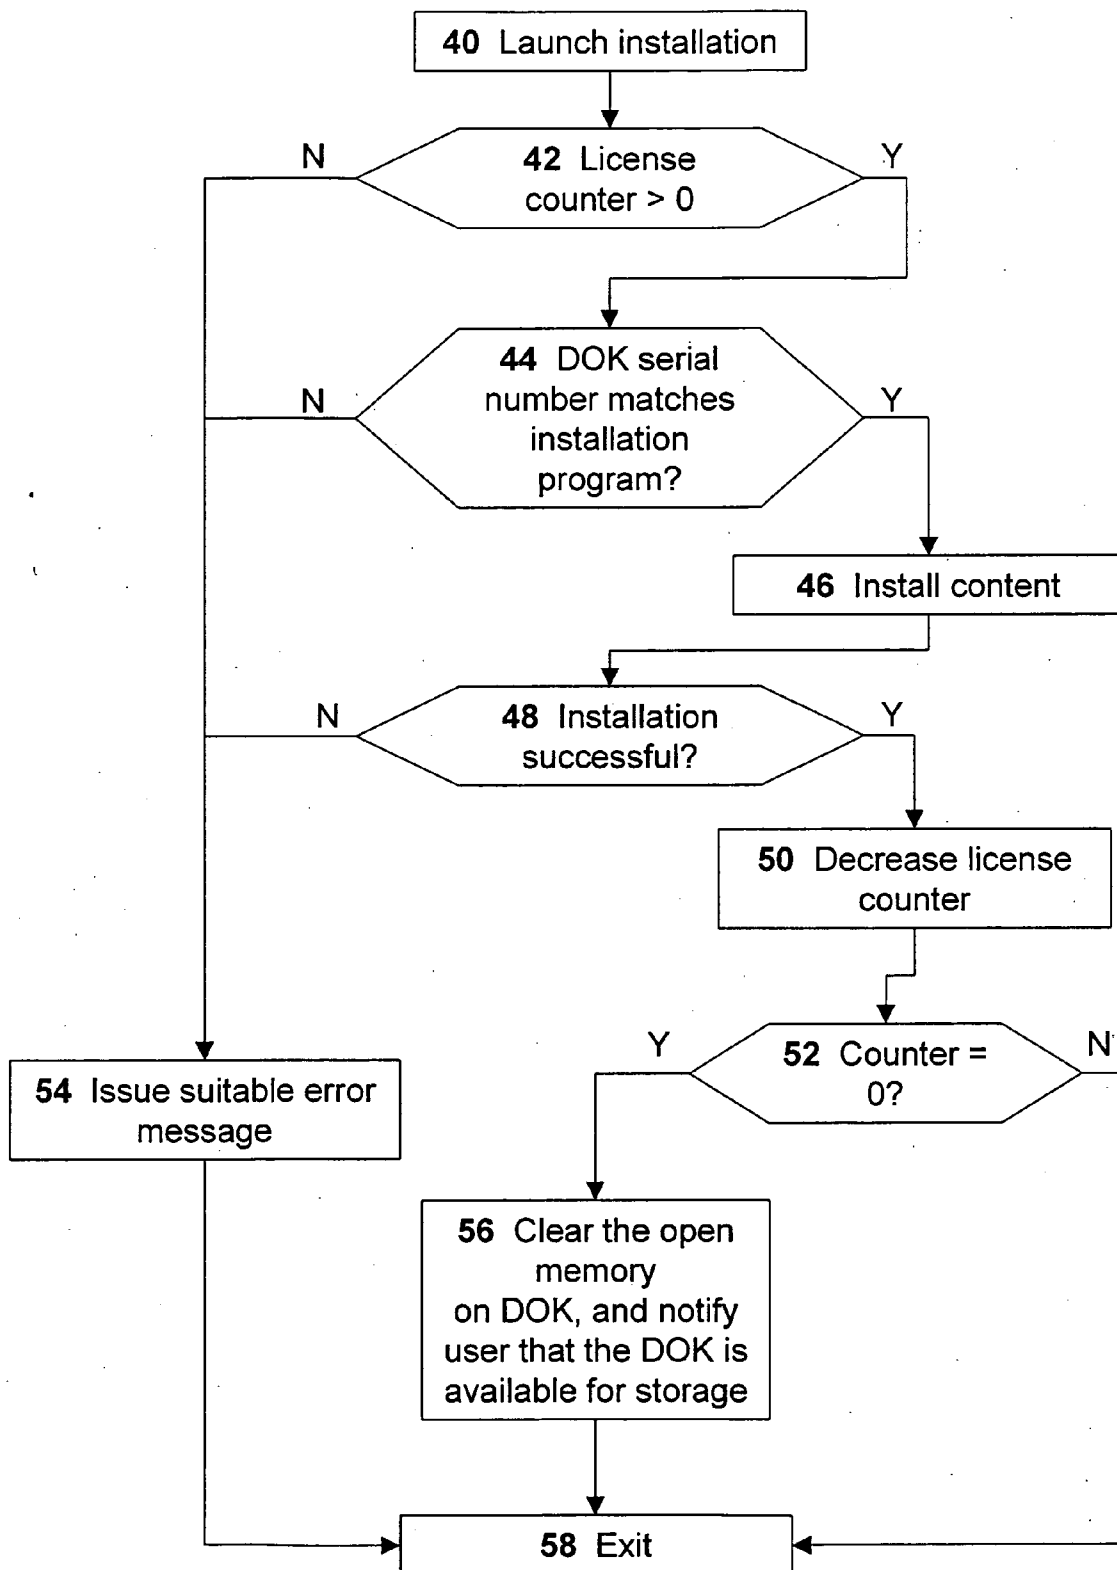 40 Launch installation
N
Y
42 License
counter > 0
44 DOK serial
number matches
installation
program?
N
Y
46 Install content
N
Y
48 Installation
successful?
50 Decrease license
counter
Y
N
52 Counter =
0?
54 Issue suitable error
message
56 Clear the open
memory
on DOK, and notify
user that the DOK is
available for storage
58 Exit